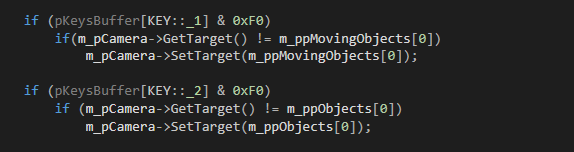 if (pKeysBuffer[KEY::_1] & 0xF0)
if(m_pCamera->GetTarget() != m_ppMovingObjects[0])
m_pCamera->SetTarget(m_ppMovingObjects[0]);
if (pKeysBuffer[KEY::_2] & 0xF0)
if (m_pCamera->GetTarget() != m_ppObjects[0])
m_pCamera->SetTarget(m_ppObjects[0]);